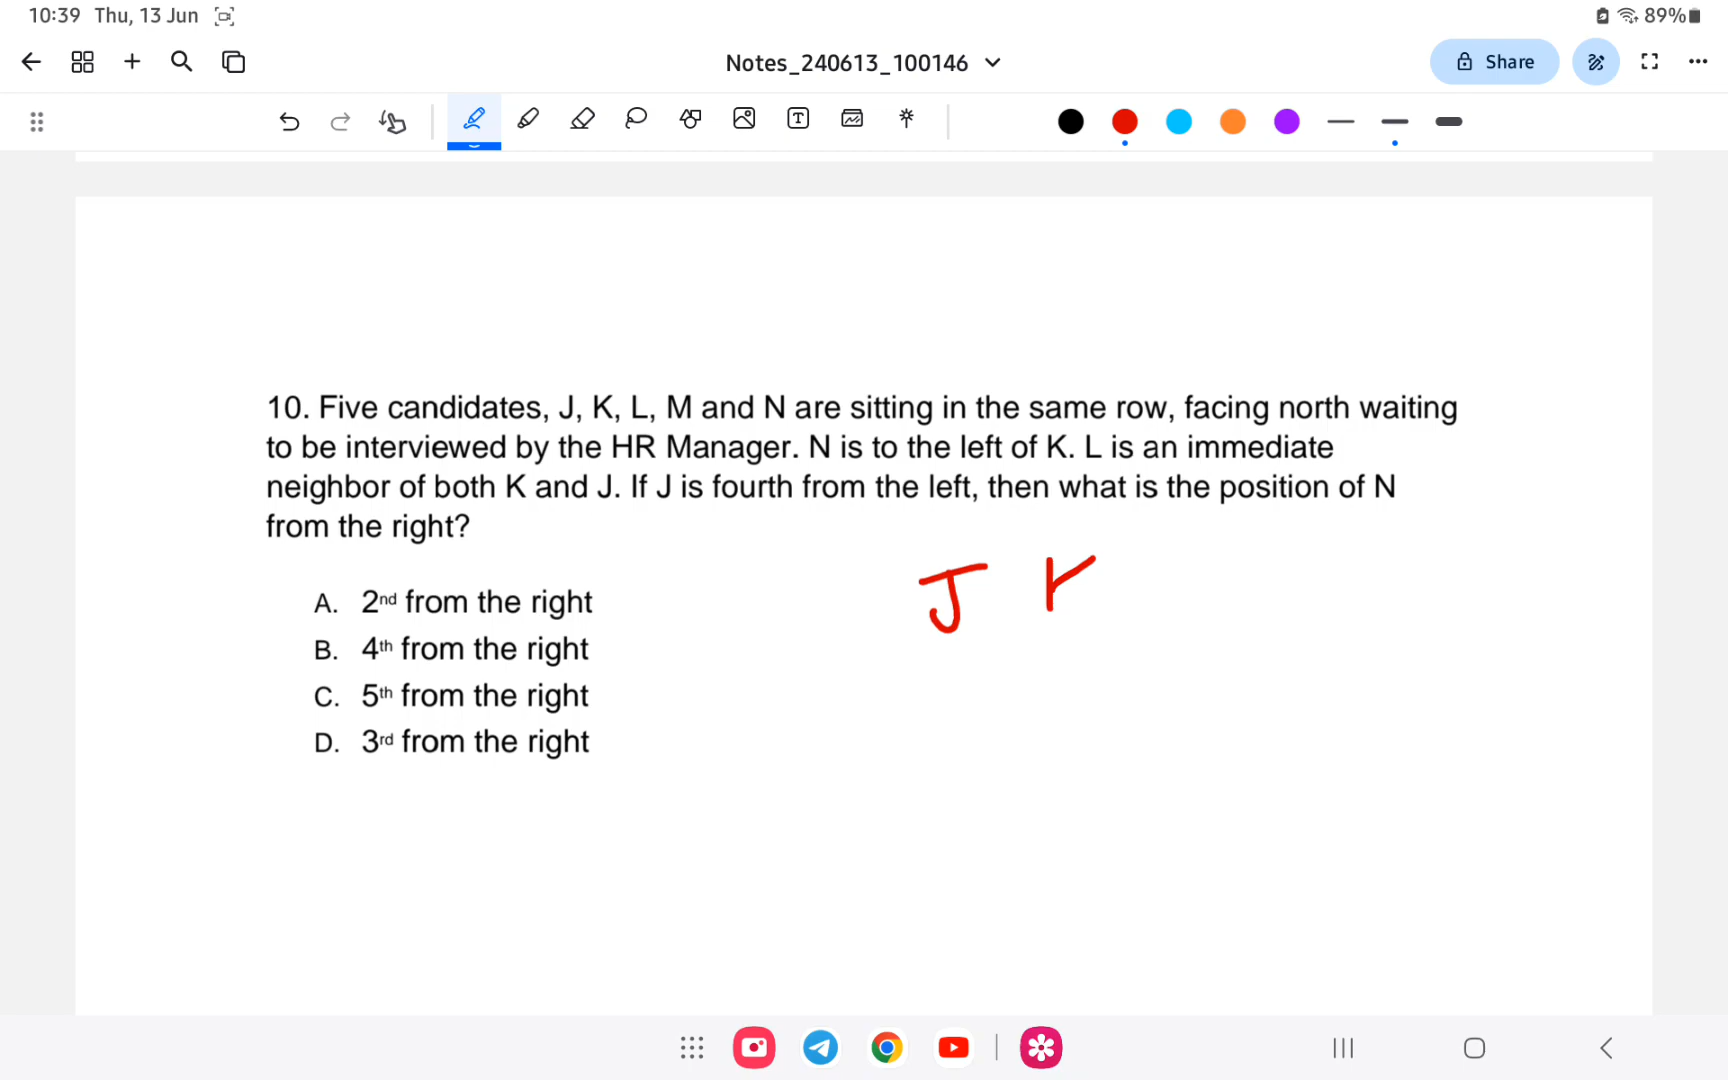 10:39 Thu, 13 Jun 89%
Notes_240613_100146 Share
10. Five candidates, J, K, L, M and N are sitting in the same row, facing north waiting
to be interviewed by the HR Manager. N is to the left of K. L is an immediate
neighbor of both K and J. If J is fourth from the left, then what is the position of N
from the right?
J
A. 2nd from the right
B. 4th from the right
C. 5th from the right
D. 3rd from the right